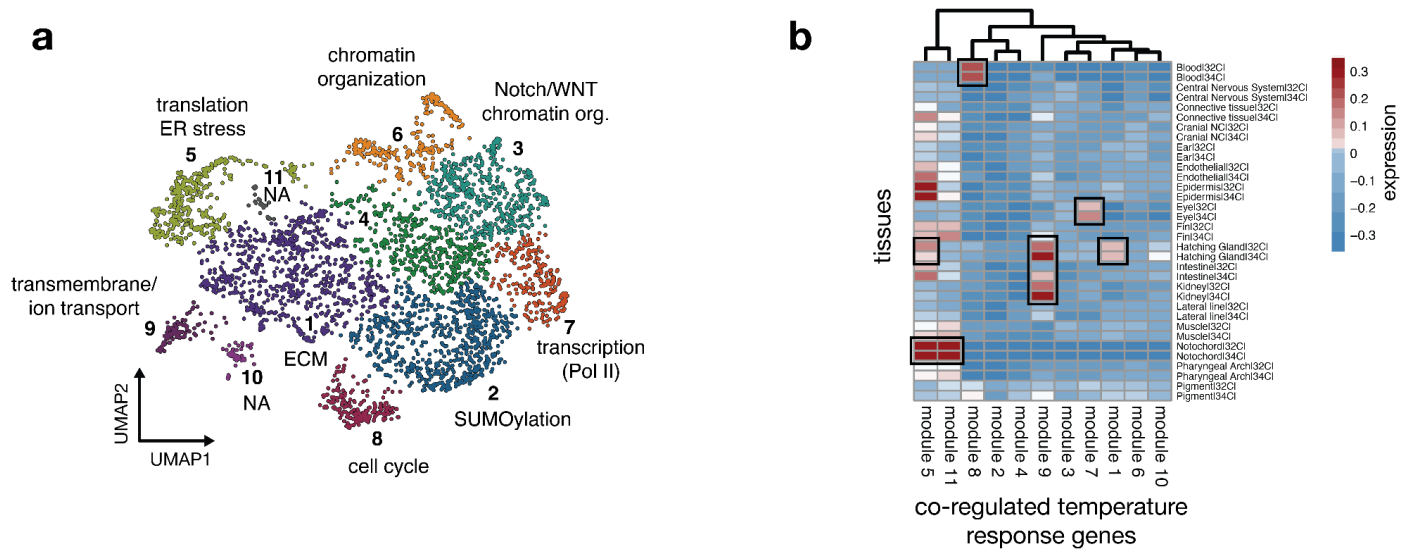 a
chromatin
organization
Notch/WNT
chromatin org.
translation
ER stress
5
6
3
11
NA
4
transmembrane/
ion transport
9
1
ECM
7
transcription
(Pol II)
10
NA
2
SUMOylation
8
cell cycle
UMAP2
UMAP1
b
tissues
Blood|32C|
Blood|34C|
Central Nervous System|32C|
Central Nervous System|34C|
Connective tissue|32C|
Connective tissue|34C|
Cranial NC|32C|
Cranial NC|34C|
Ear|32C|
Ear|34C|
Endothelial|32C|
Endothelial|34C|
Epidermis|32C|
Epidermis|34C|
Eye|32C|
Eye|34C|
Fin|32C|
Fin|34C|
Hatching Gland|32C|
Hatching Gland|34C|
Intestine|32C|
Intestine|34C|
Kidney|32C|
Kidney|34C|
Lateral line|32C|
Lateral line|34C|
Muscle|32C|
Muscle|34C|
Notochord|32C|
Notochord|34C|
Pharyngeal Arch|32C|
Pharyngeal Arch|34C|
Pigment|32C|
Pigment|34C|
0.3
0.2
0.1
0
−0.1
−0.2
−0.3
expression
module 5
module 11
module 8
module 2
module 4
module 9
module 3
module 7
module 1
module 6
module 10
co-regulated temperature
response genes